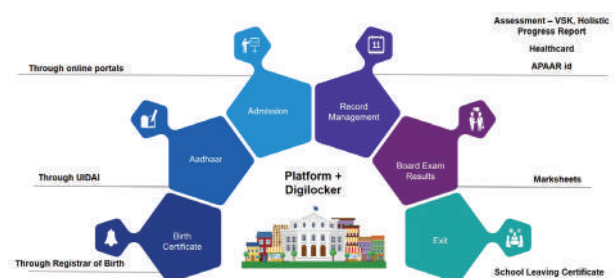 Assessment – VSK, Holistic
Progress Report
Healthcard
APAAR id
Through online portals
11
Admission
Record
Management
Aadhaar
Board Exam
Results
Through UIDAI
Platform +
Digilocker
Marksheets
Birth
Certificate
Exit
Through Registrar of Birth
School Leaving Certificate